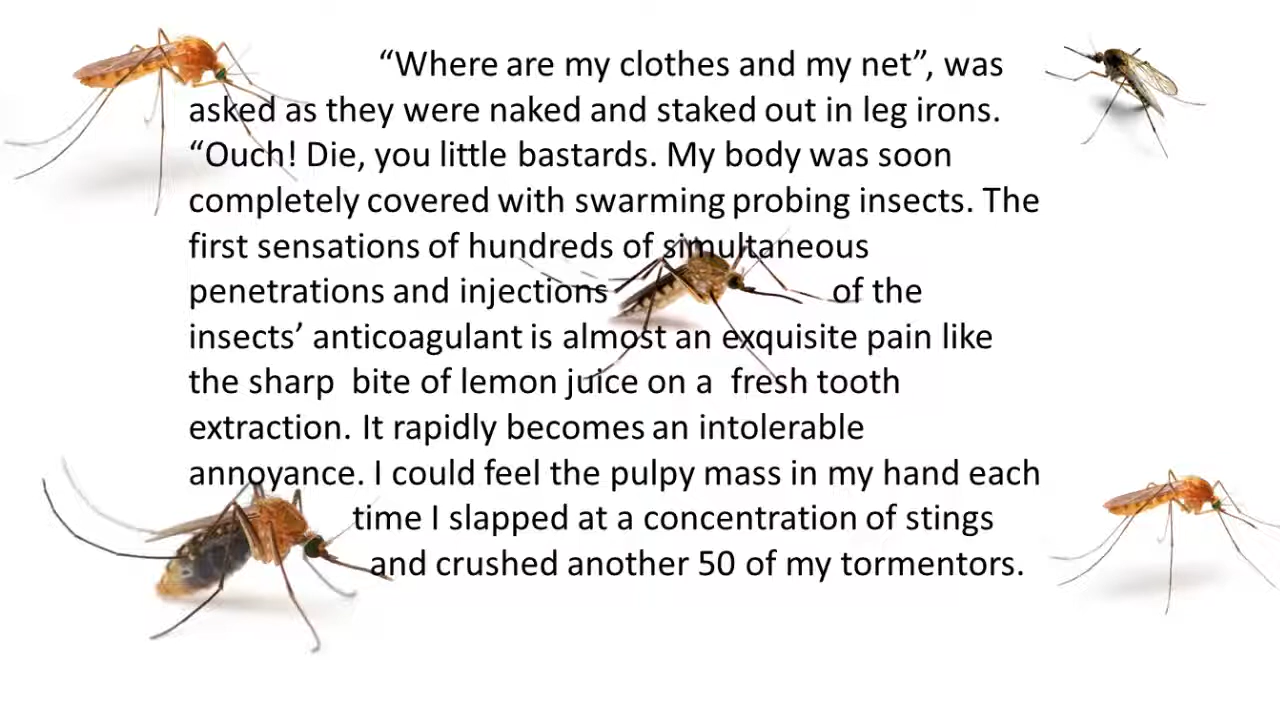 “Where are my clothes and my net”, was
asked as they were naked and staked out in leg irons.
“Ouch! Die, you little bastards. My body was soon
completely covered with swarming probing insects. The
first sensations of hundreds of simultaneous
penetrations and injections of the
insects’ anticoagulant is almost an exquisite pain like
the sharp  bite of lemon juice on a  fresh tooth
extraction. It rapidly becomes an intolerable
annoyance. I could feel the pulpy mass in my hand each
time I slapped at a concentration of stings
and crushed another 50 of my tormentors.